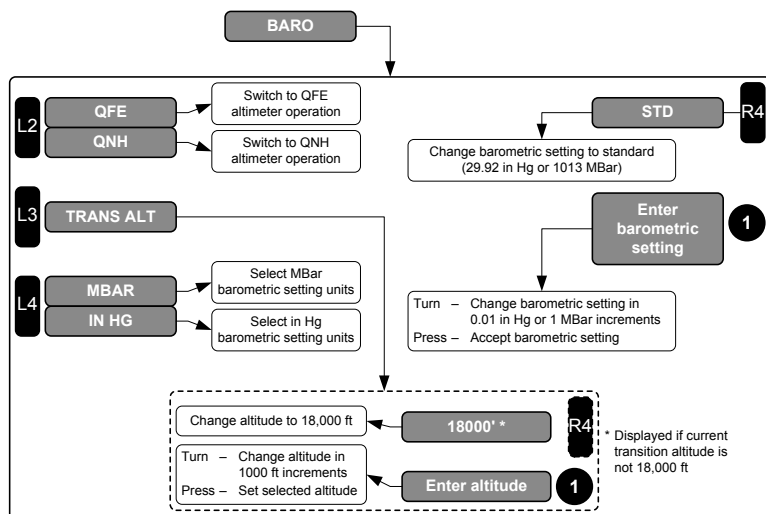 BARO
L2
QFE
Switch to QFE
altimeter operation
QNH
Switch to QNH
altimeter operation
STD
R4
Change barometric setting to standard
(29.92 in Hg or 1013 MBar)
L3
TRANS ALT
Enter
barometric
setting
1
L4
MBAR
Select MBar
barometric setting units
IN HG
Select in Hg
barometric setting units
Turn – Change barometric setting in
0.01 in Hg or 1 MBar increments
Press – Accept barometric setting
Change altitude to 18,000 ft
18000' *
R4
* Displayed if current
transition altitude is
not 18,000 ft
Turn – Change altitude in
1000 ft increments
Press – Set selected altitude
Enter altitude
1